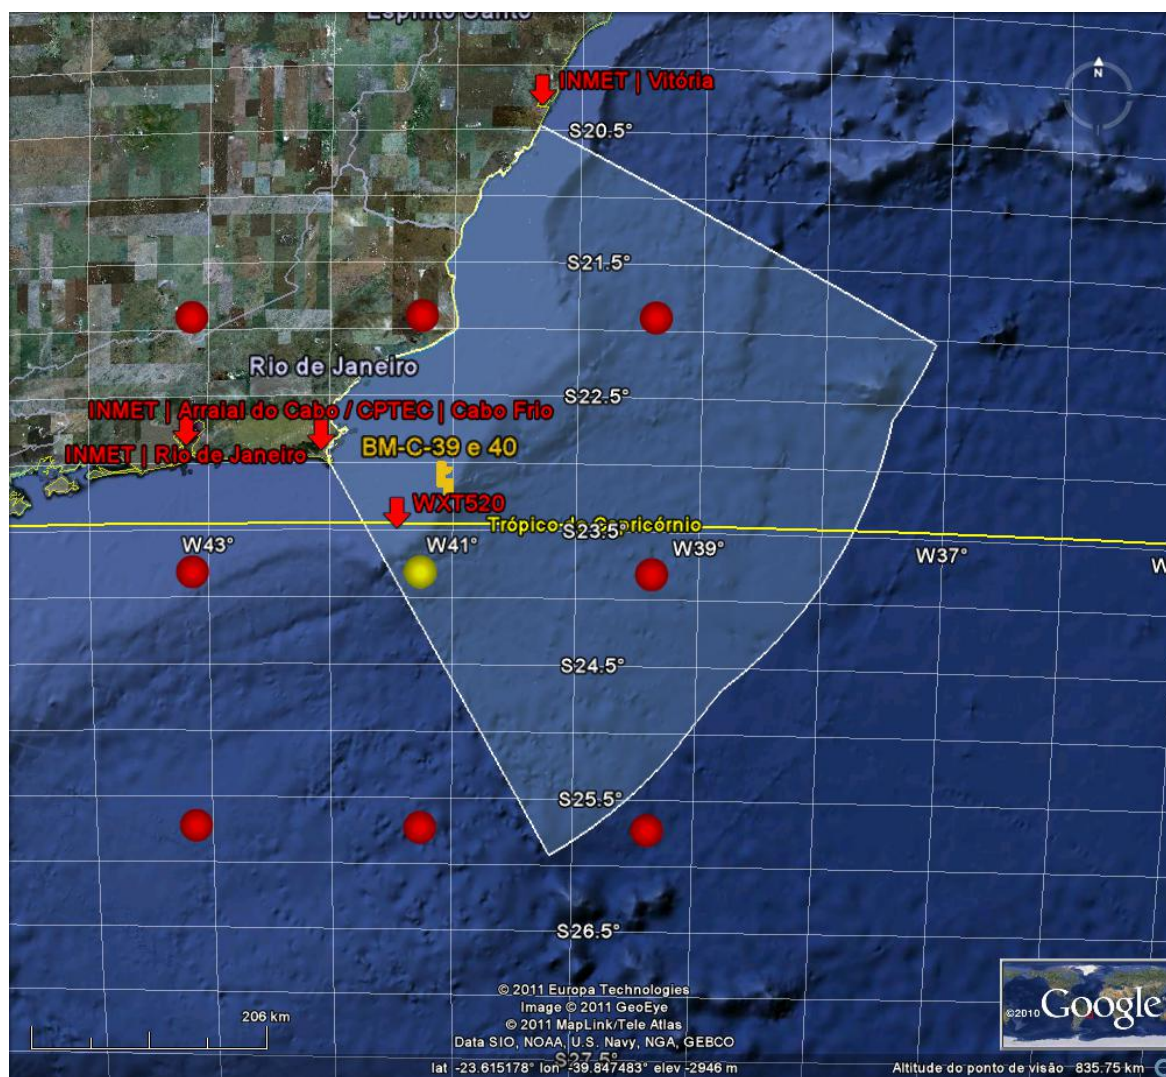 Espírito Santo
INMET | Vitória
N
S20.5°
S21.5°
Rio de Janeiro
S22.5°
INMET | Arraial do Cabo / CPTEC | Cabo Frio
BM-C-39 e 40
INMET | Rio de Janeiro
WXT520
Trópico de Capricórnio
S23.5°
W43°
W41°
W39°
W37°
W
S24.5°
S25.5°
S26.5°
© 2011 Europa Technologies
Image © 2011 GeoEye
© 2011 MapLink/Tele Atlas
Data SIO, NOAA, U.S. Navy, NGA, GEBCO
S27.5°
206 km
©2010 Google
lat -23.615178° lon -39.847483° elev -2946 m
Altitude do ponto de visão 835.75 km